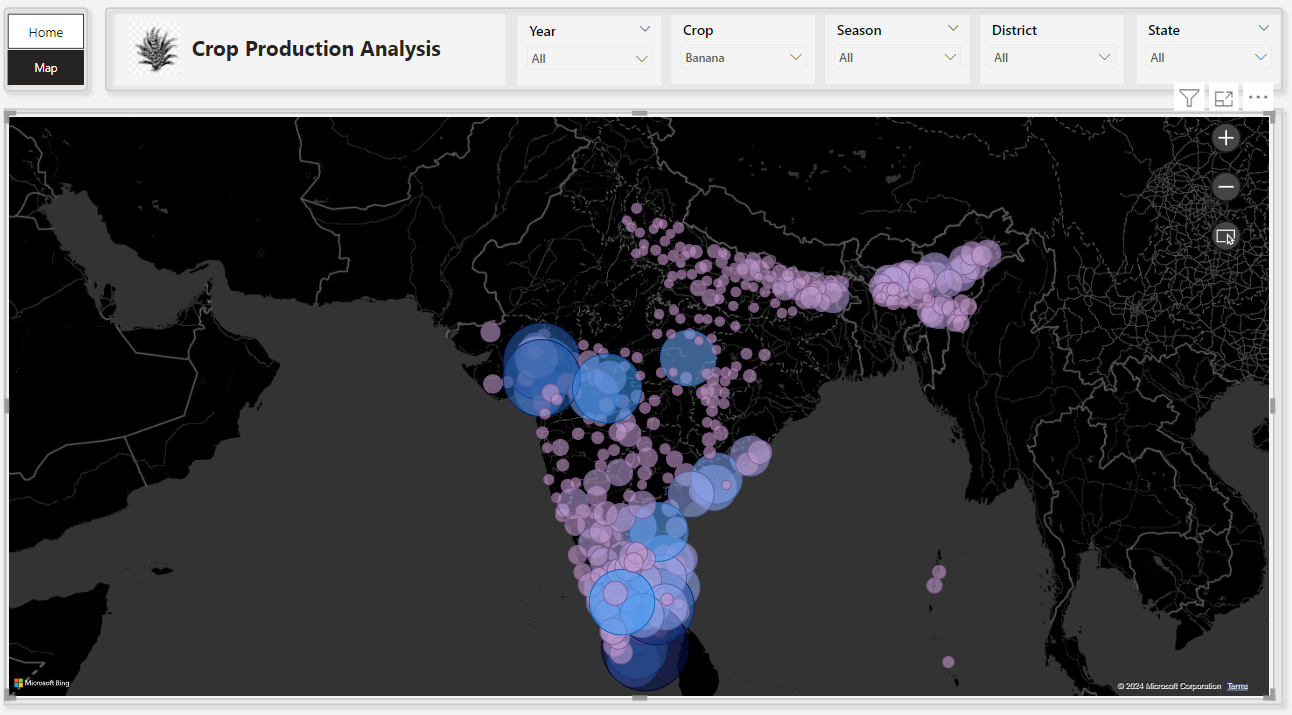 Home
Map
Crop Production Analysis
Year
All
Crop
Banana
Season
All
District
All
State
All
Microsoft Bing
© 2024 Microsoft Corporation Terms